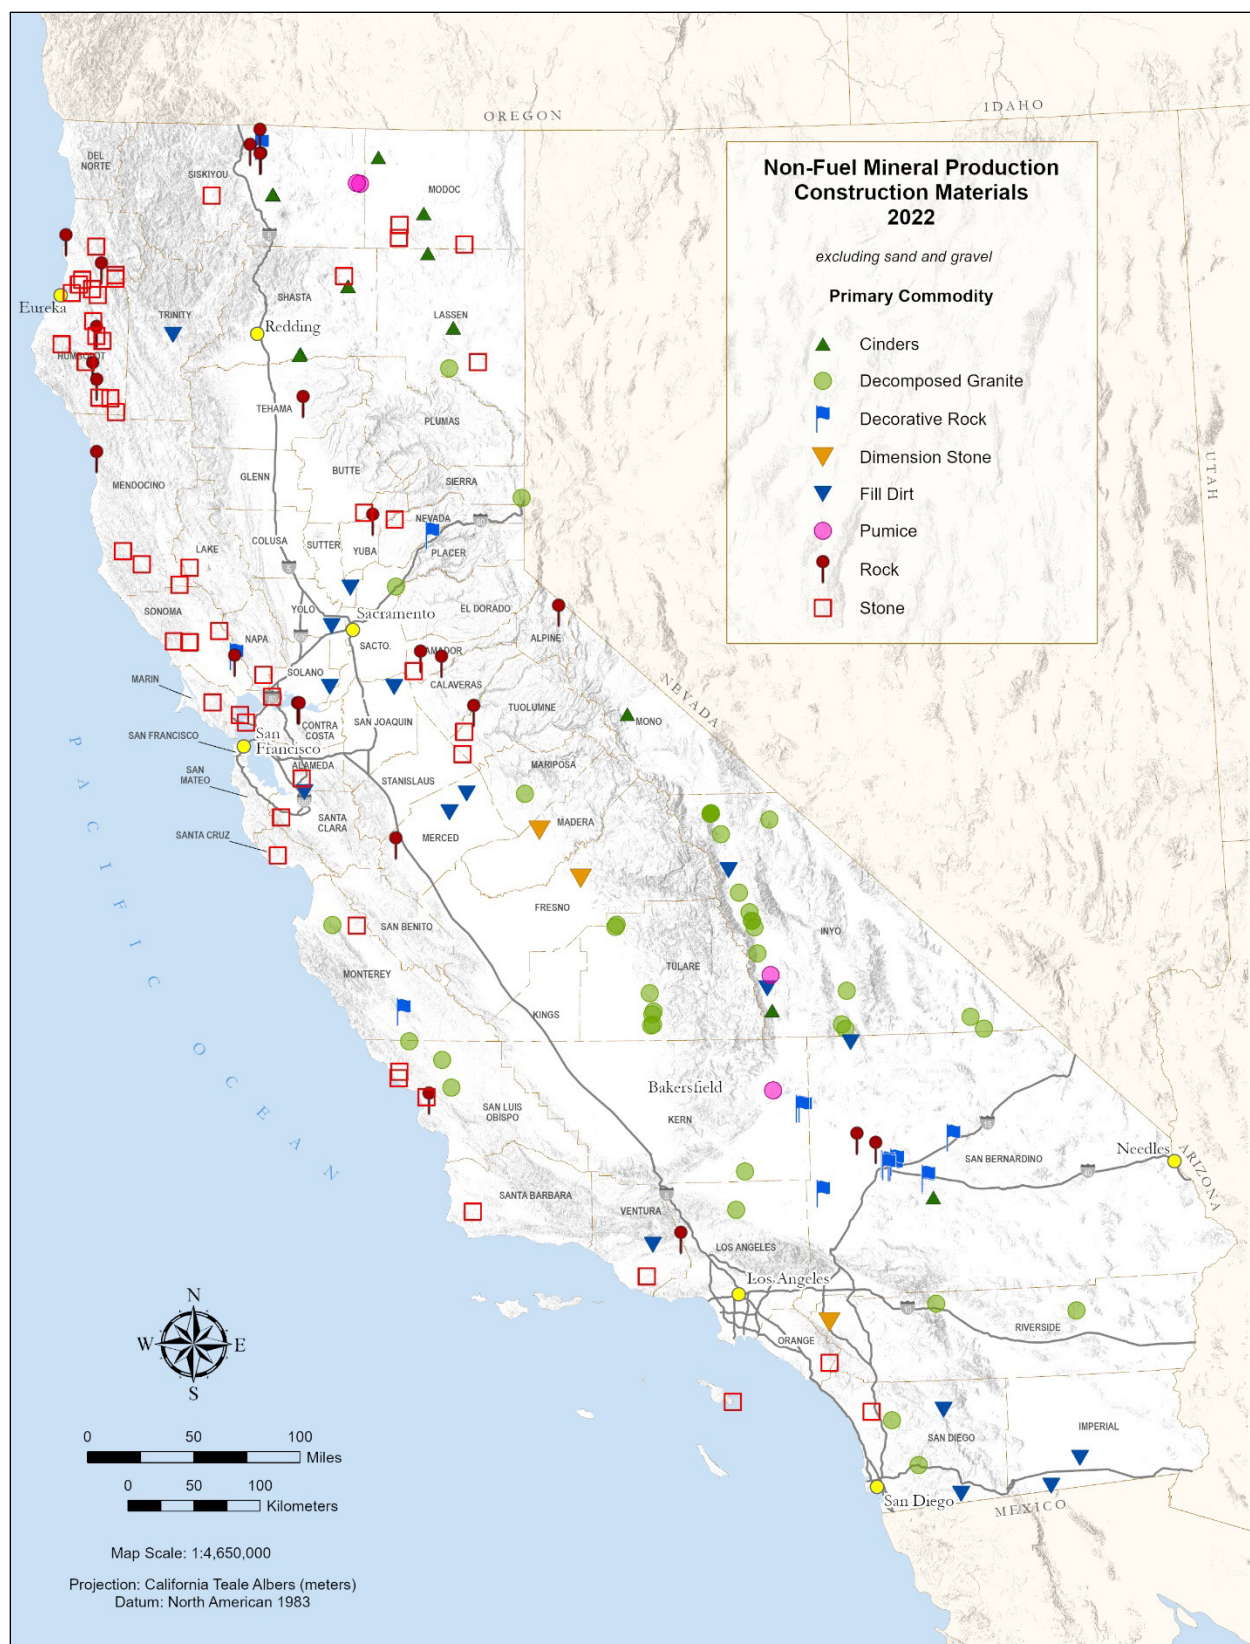 OREGON
IDAHO
DEL
NORTE
SISKIYOU
MODOC
Non-Fuel Mineral Production
Construction Materials
2022
excluding sand and gravel
Primary Commodity
Cinders
Decomposed Granite
Decorative Rock
Dimension Stone
Fill Dirt
Pumice
Rock
Stone
5
Eureka
TRINITY
SHASTA
Redding
LASSEN
HUMBOLDT
TEHAMA
PLUMAS
UTAH
MENDOCINO
GLENN
BUTTE
SIERRA
NEVADA
COLUSA
SUTTER
YUBA
PLACER
LAKE
5
SONOMA
YOLO
Sacramento
EL DORADO
NAPA
SACTO.
ALPINE
AMADOR
SOLANO
MARIN
CALAVERAS
NEVADA
TUOLUMNE
MONO
CONTRA
COSTA
SAN JOAQUIN
SAN FRANCISCO
San
Francisco
ALAMEDA
SAN
MATEO
STANISLAUS
MARIPOSA
SANTA
CLARA
MERCED
MADERA
SANTA CRUZ
FRESNO
SAN BENITO
INYO
MONTEREY
TULARE
KINGS
PACIFIC OCEAN
Bakersfield
SAN LUIS
OBISPO
KERN
15
SAN BERNARDINO
Needles
ARIZONA
SANTA BARBARA
5
VENTURA
LOS ANGELES
Los Angeles
RIVERSIDE
ORANGE
SAN DIEGO
IMPERIAL
San Diego
MEXICO
N
W
E
S
0 50 100
Miles
0 50 100
Kilometers
Map Scale: 1:4,650,000
Projection: California Teale Albers (meters)
Datum: North American 1983